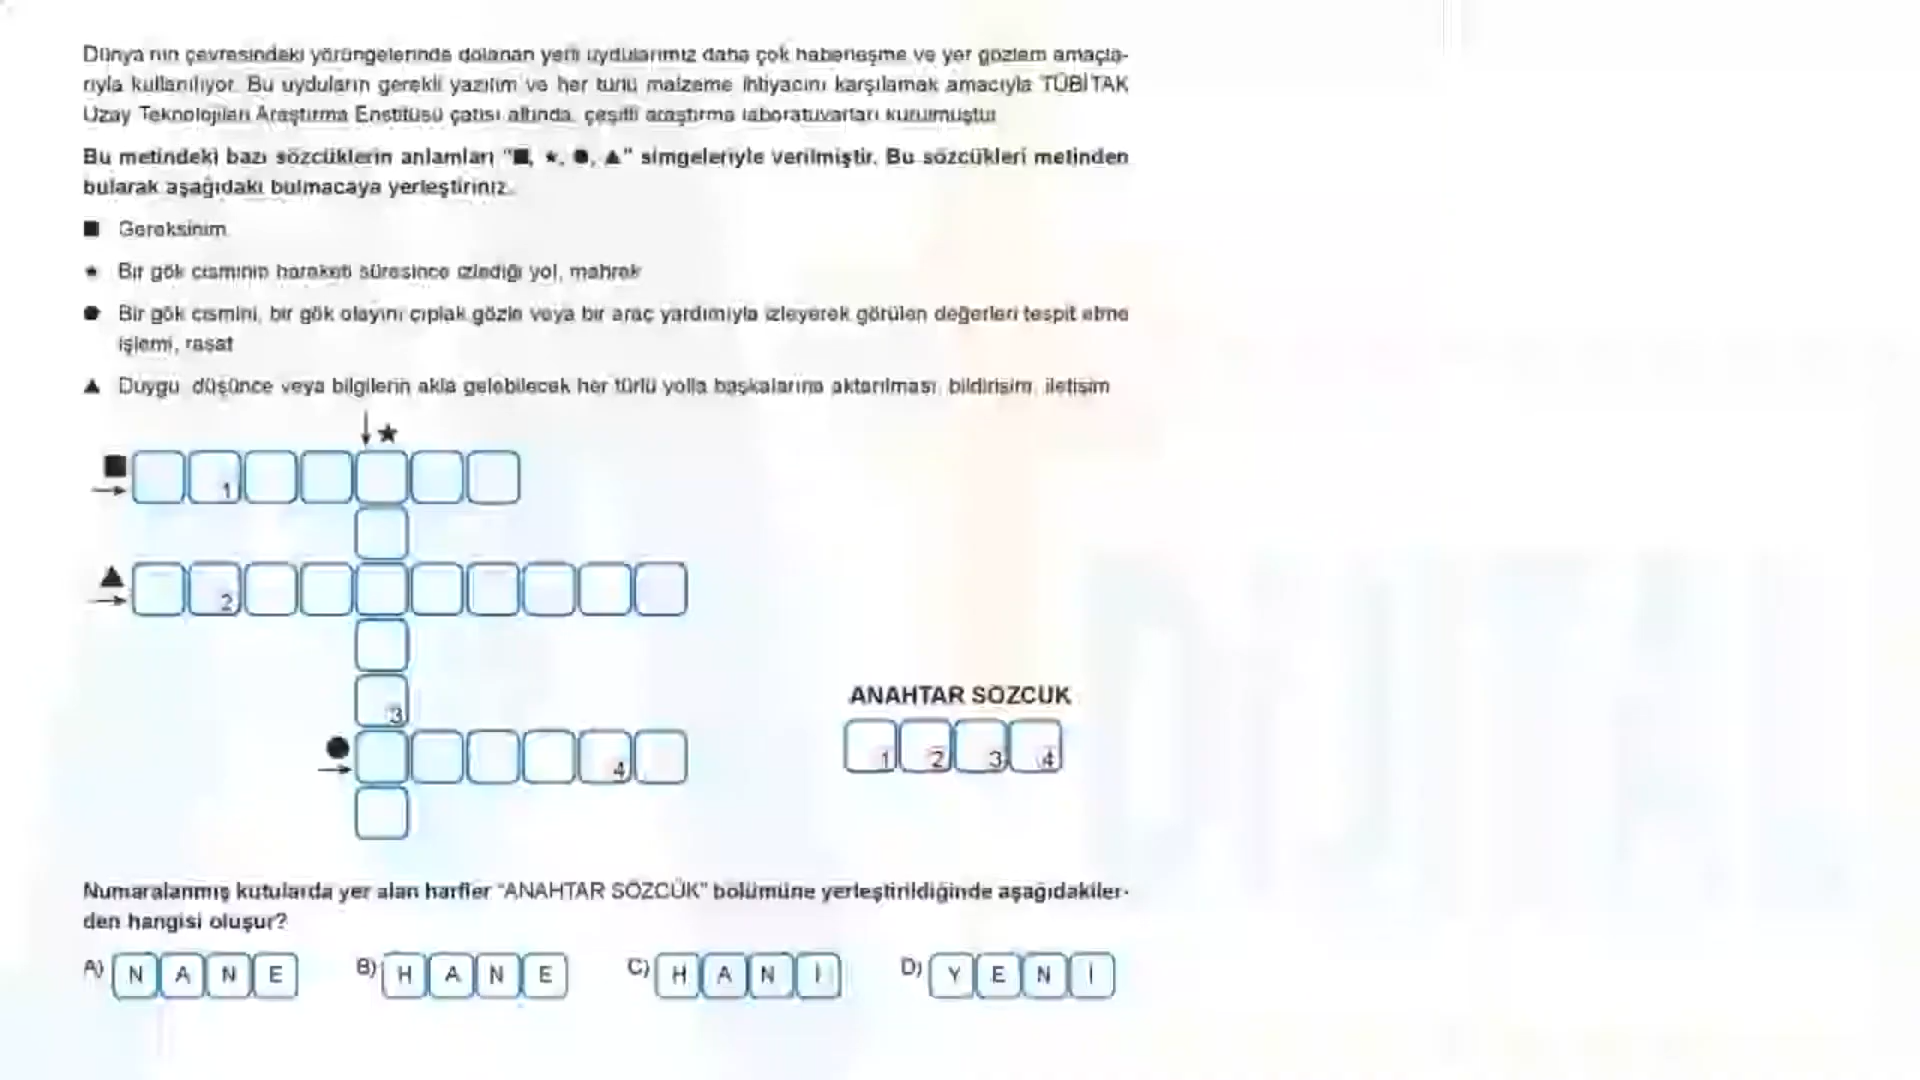 Dünya'nın çevresindeki yörüngelerinde dolanan yerli uydularımız daha çok haberleşme ve yer gözlem amaçla-
rıyla kullanılıyor. Bu uyduların gerekli yazılım ve her türlü malzeme ihtiyacını karşılamak amacıyla TÜBİTAK
Uzay Teknolojileri Araştırma Enstitüsü çatısı altında, çeşitli araştırma laboratuvarları kurulmuştur.
Bu metindeki bazı sözcüklerin anlamları "■, ★, ●, ▲" simgeleriyle verilmiştir. Bu sözcükleri metinden
bularak aşağıdaki bulmacaya yerleştiriniz.
■ Gereksinim
★ Bir gök cisminin hareketi süresince izlediği yol, mahrek
● Bir gök cismini, bir gök olayını çıplak gözle veya bir araç yardımıyla izleyerek görülen değerleri tespit etme
işlemi, rasat
▲ Duygu, düşünce veya bilgilerin akla gelebilecek her türlü yolla başkalarına aktarılması, bildirişim, iletişim
↓ ★
■ →
1
▲ →
2
3
● →
4
ANAHTAR SÖZCÜK
1 2 3 4
Numaralanmış kutularda yer alan harfler "ANAHTAR SÖZCÜK" bölümüne yerleştirildiğinde aşağıdakiler-
den hangisi oluşur?
A) N A N E B) H A N E C) H A N İ D) Y E N İ
DİJİTAL